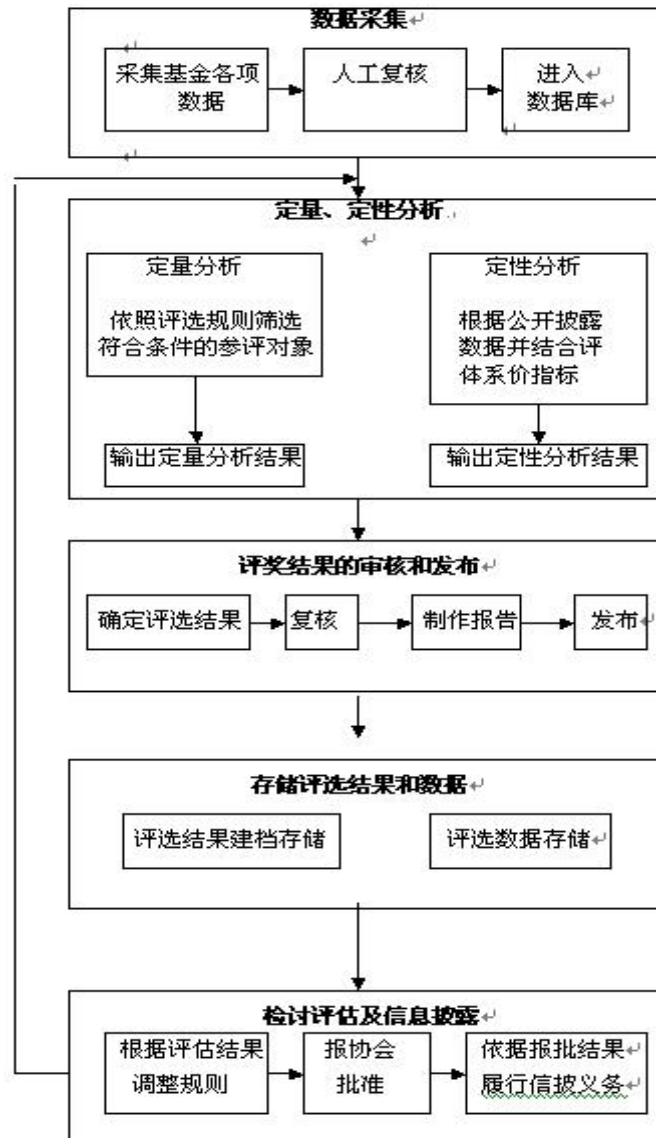 数据采集
采集基金各项
数据
人工复核
进入
数据库
定量、定性分析
定量分析
依照评选规则筛选
符合条件的参评对象
定性分析
根据公开披露
数据并结合评
体系价指标
输出定量分析结果
输出定性分析结果
评奖结果的审核和发布
确定评选结果
复核
制作报告
发布
存储评选结果和数据
评选结果建档存储
评选数据存储
检讨评估及信息披露
根据评估结果
调整规则
报协会
批准
依据报批结果
履行信披义务